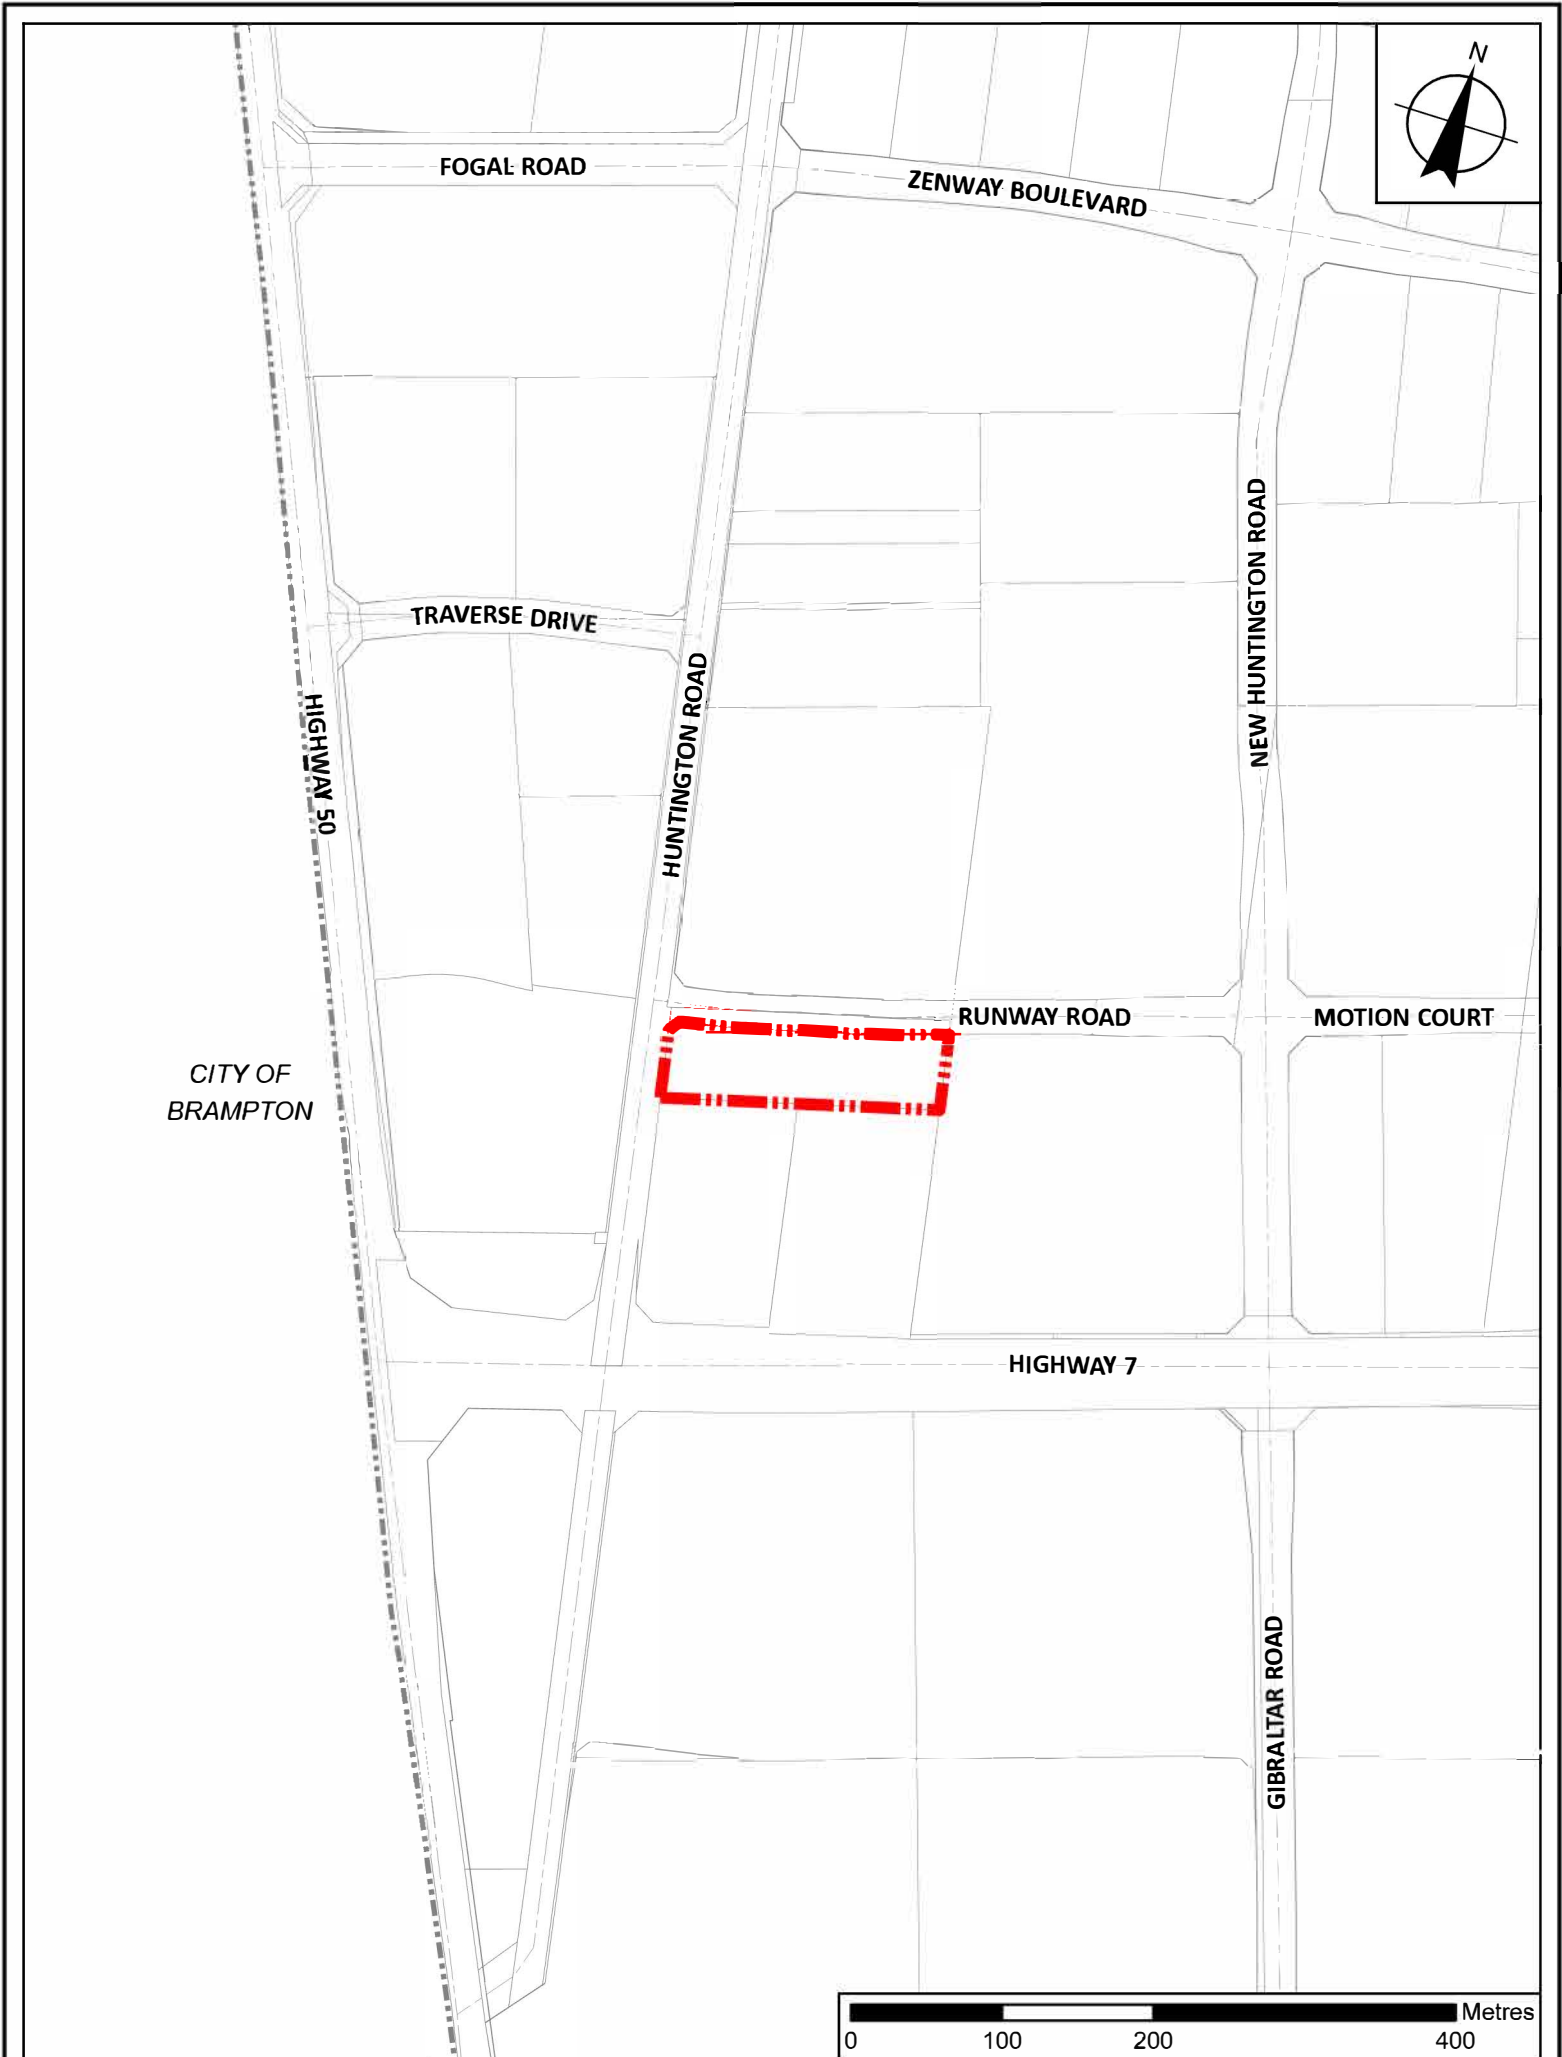 N
FOGAL ROAD
ZENWAY BOULEVARD
NEW HUNTINGTON ROAD
TRAVERSE DRIVE
HUNTINGTON ROAD
HIGHWAY 50
RUNWAY ROAD
MOTION COURT
CITY OF
BRAMPTON
HIGHWAY 7
GIBRALTAR ROAD
Metres
0 100 200 400